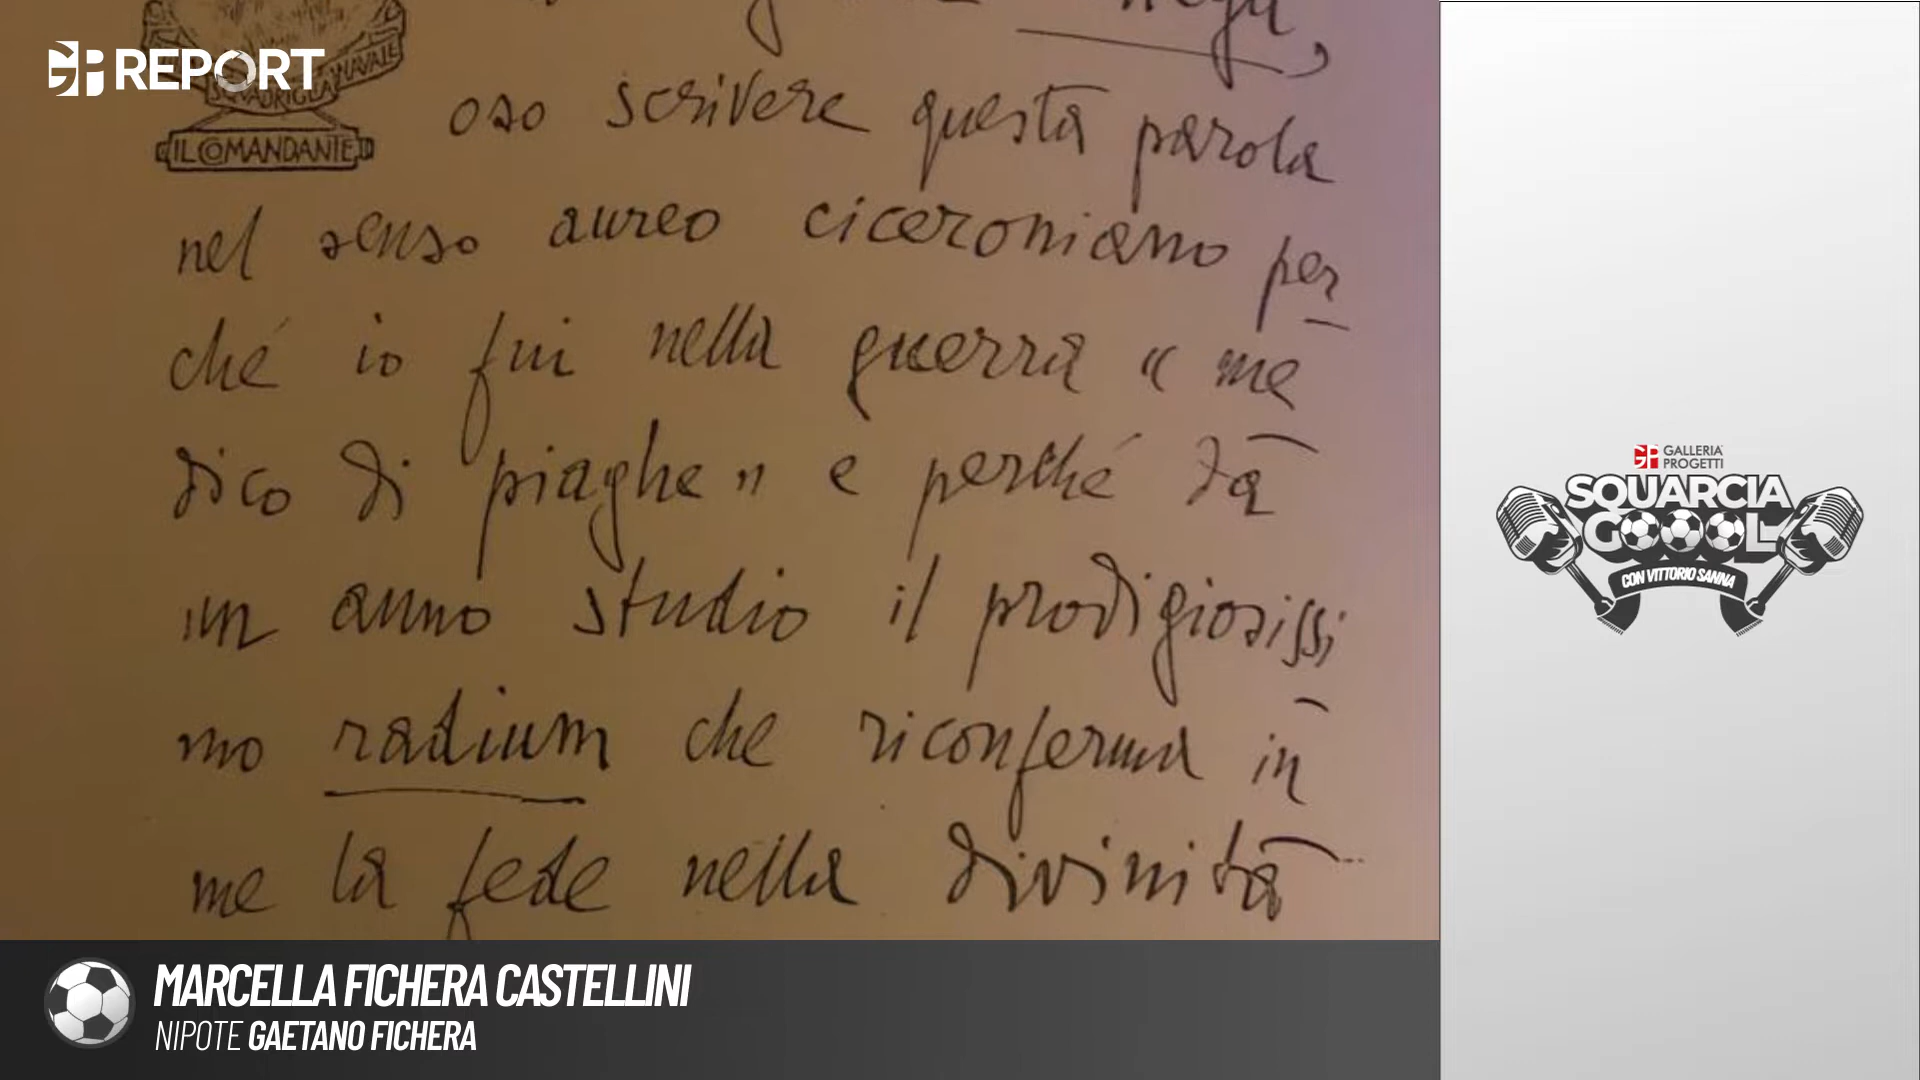 GP REPORT
SQUADRIGLIA NAVALE
IL COMANDANTE
oso scrivere questa parola
nel senso aureo ciceroniano per
ché io fui nella guerra « me
dico di piaghe » e perché da
un anno studio il prodigiosissi
mo radium che riconferma in
me la fede nella divinità
GALLERIA
PROGETTI
SQUARCIA
GOOOL
CON VITTORIO SANNA
MARCELLA FICHERA CASTELLINI
NIPOTE GAETANO FICHERA